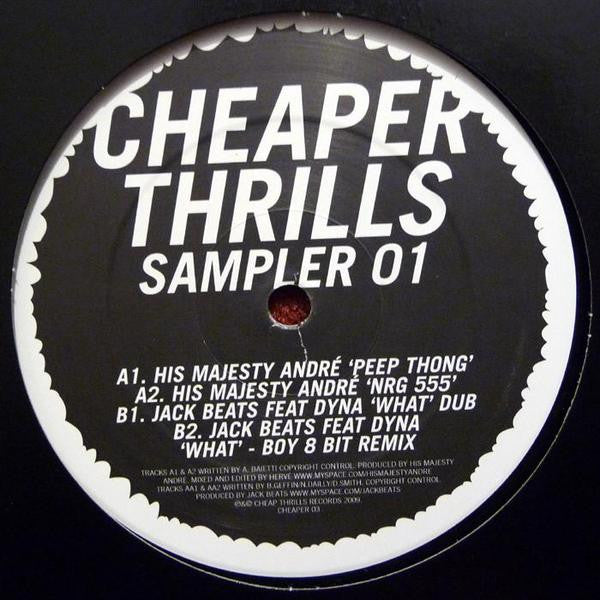 CHEAPER
THRILLS
SAMPLER 01
A1. HIS MAJESTY ANDRÉ 'PEEP THONG'
A2. HIS MAJESTY ANDRÉ 'NRG 555'
B1. JACK BEATS FEAT DYNA 'WHAT' DUB
B2. JACK BEATS FEAT DYNA
'WHAT' - BOY 8 BIT REMIX
TRACKS A1 & A2 WRITTEN BY A. BAIETTI COPYRIGHT CONTROL. PRODUCED BY HIS MAJESTY
ANDRE. MIXED AND EDITED BY HERVE WWW.MYSPACE.COM/HISMAJESTYANDRE
TRACKS AA1 & AA2 WRITTEN BY B.GEFFIN/N.DAILLY/D.SMITH. COPYRIGHT CONTROL.
PRODUCED BY JACK BEATS WWW.MYSPACE.COM/JACKBEATS
℗&© CHEAP THRILLS RECORDS 2009.
CHEAPER 03